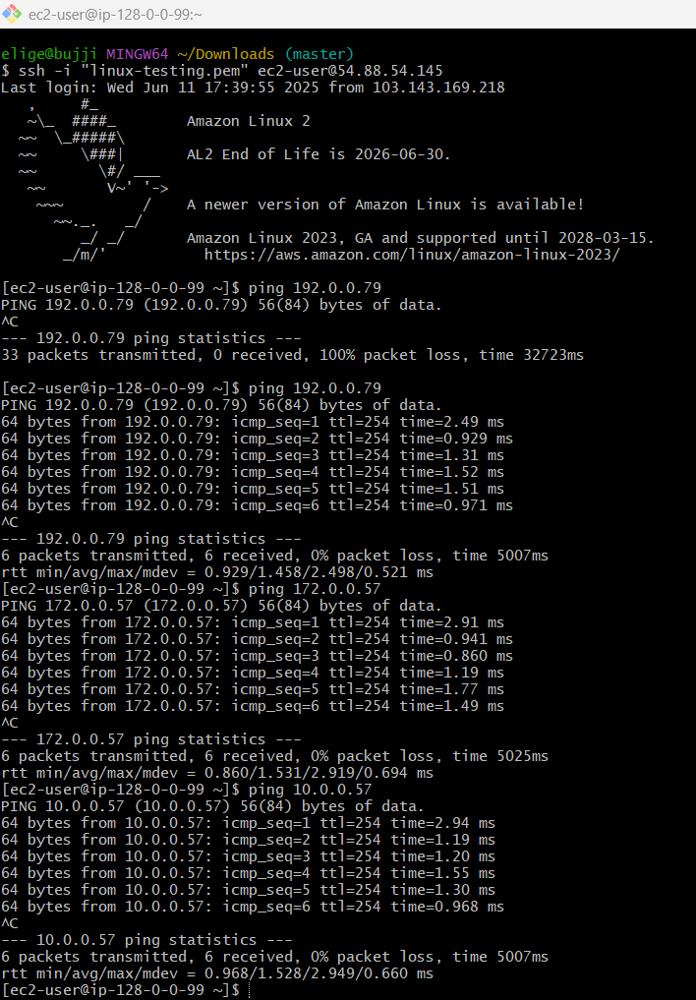 ec2-user@ip-128-0-0-99:~
elige@bujji MINGW64 ~/Downloads (master)
$ ssh -i "linux-testing.pem" ec2-user@54.88.54.145
Last login: Wed Jun 11 17:39:55 2025 from 103.143.169.218
   ,     #_
   ~\_  ####_        Amazon Linux 2
  ~~  \_#####\
  ~~     \###|       AL2 End of Life is 2026-06-30.
  ~~       \#/ ___
   ~~       V~' '->
    ~~~         /    A newer version of Amazon Linux is available!
      ~~._.   _/
         _/ _/       Amazon Linux 2023, GA and supported until 2028-03-15.
       _/m/'           https://aws.amazon.com/linux/amazon-linux-2023/
[ec2-user@ip-128-0-0-99 ~]$ ping 192.0.0.79
PING 192.0.0.79 (192.0.0.79) 56(84) bytes of data.
^C
--- 192.0.0.79 ping statistics ---
33 packets transmitted, 0 received, 100% packet loss, time 32723ms
[ec2-user@ip-128-0-0-99 ~]$ ping 192.0.0.79
PING 192.0.0.79 (192.0.0.79) 56(84) bytes of data.
64 bytes from 192.0.0.79: icmp_seq=1 ttl=254 time=2.49 ms
64 bytes from 192.0.0.79: icmp_seq=2 ttl=254 time=0.929 ms
64 bytes from 192.0.0.79: icmp_seq=3 ttl=254 time=1.31 ms
64 bytes from 192.0.0.79: icmp_seq=4 ttl=254 time=1.52 ms
64 bytes from 192.0.0.79: icmp_seq=5 ttl=254 time=1.51 ms
64 bytes from 192.0.0.79: icmp_seq=6 ttl=254 time=0.971 ms
^C
--- 192.0.0.79 ping statistics ---
6 packets transmitted, 6 received, 0% packet loss, time 5007ms
rtt min/avg/max/mdev = 0.929/1.458/2.498/0.521 ms
[ec2-user@ip-128-0-0-99 ~]$ ping 172.0.0.57
PING 172.0.0.57 (172.0.0.57) 56(84) bytes of data.
64 bytes from 172.0.0.57: icmp_seq=1 ttl=254 time=2.91 ms
64 bytes from 172.0.0.57: icmp_seq=2 ttl=254 time=0.941 ms
64 bytes from 172.0.0.57: icmp_seq=3 ttl=254 time=0.860 ms
64 bytes from 172.0.0.57: icmp_seq=4 ttl=254 time=1.19 ms
64 bytes from 172.0.0.57: icmp_seq=5 ttl=254 time=1.77 ms
64 bytes from 172.0.0.57: icmp_seq=6 ttl=254 time=1.49 ms
^C
--- 172.0.0.57 ping statistics ---
6 packets transmitted, 6 received, 0% packet loss, time 5025ms
rtt min/avg/max/mdev = 0.860/1.531/2.919/0.694 ms
[ec2-user@ip-128-0-0-99 ~]$ ping 10.0.0.57
PING 10.0.0.57 (10.0.0.57) 56(84) bytes of data.
64 bytes from 10.0.0.57: icmp_seq=1 ttl=254 time=2.94 ms
64 bytes from 10.0.0.57: icmp_seq=2 ttl=254 time=1.19 ms
64 bytes from 10.0.0.57: icmp_seq=3 ttl=254 time=1.20 ms
64 bytes from 10.0.0.57: icmp_seq=4 ttl=254 time=1.55 ms
64 bytes from 10.0.0.57: icmp_seq=5 ttl=254 time=1.30 ms
64 bytes from 10.0.0.57: icmp_seq=6 ttl=254 time=0.968 ms
^C
--- 10.0.0.57 ping statistics ---
6 packets transmitted, 6 received, 0% packet loss, time 5007ms
rtt min/avg/max/mdev = 0.968/1.528/2.949/0.660 ms
[ec2-user@ip-128-0-0-99 ~]$